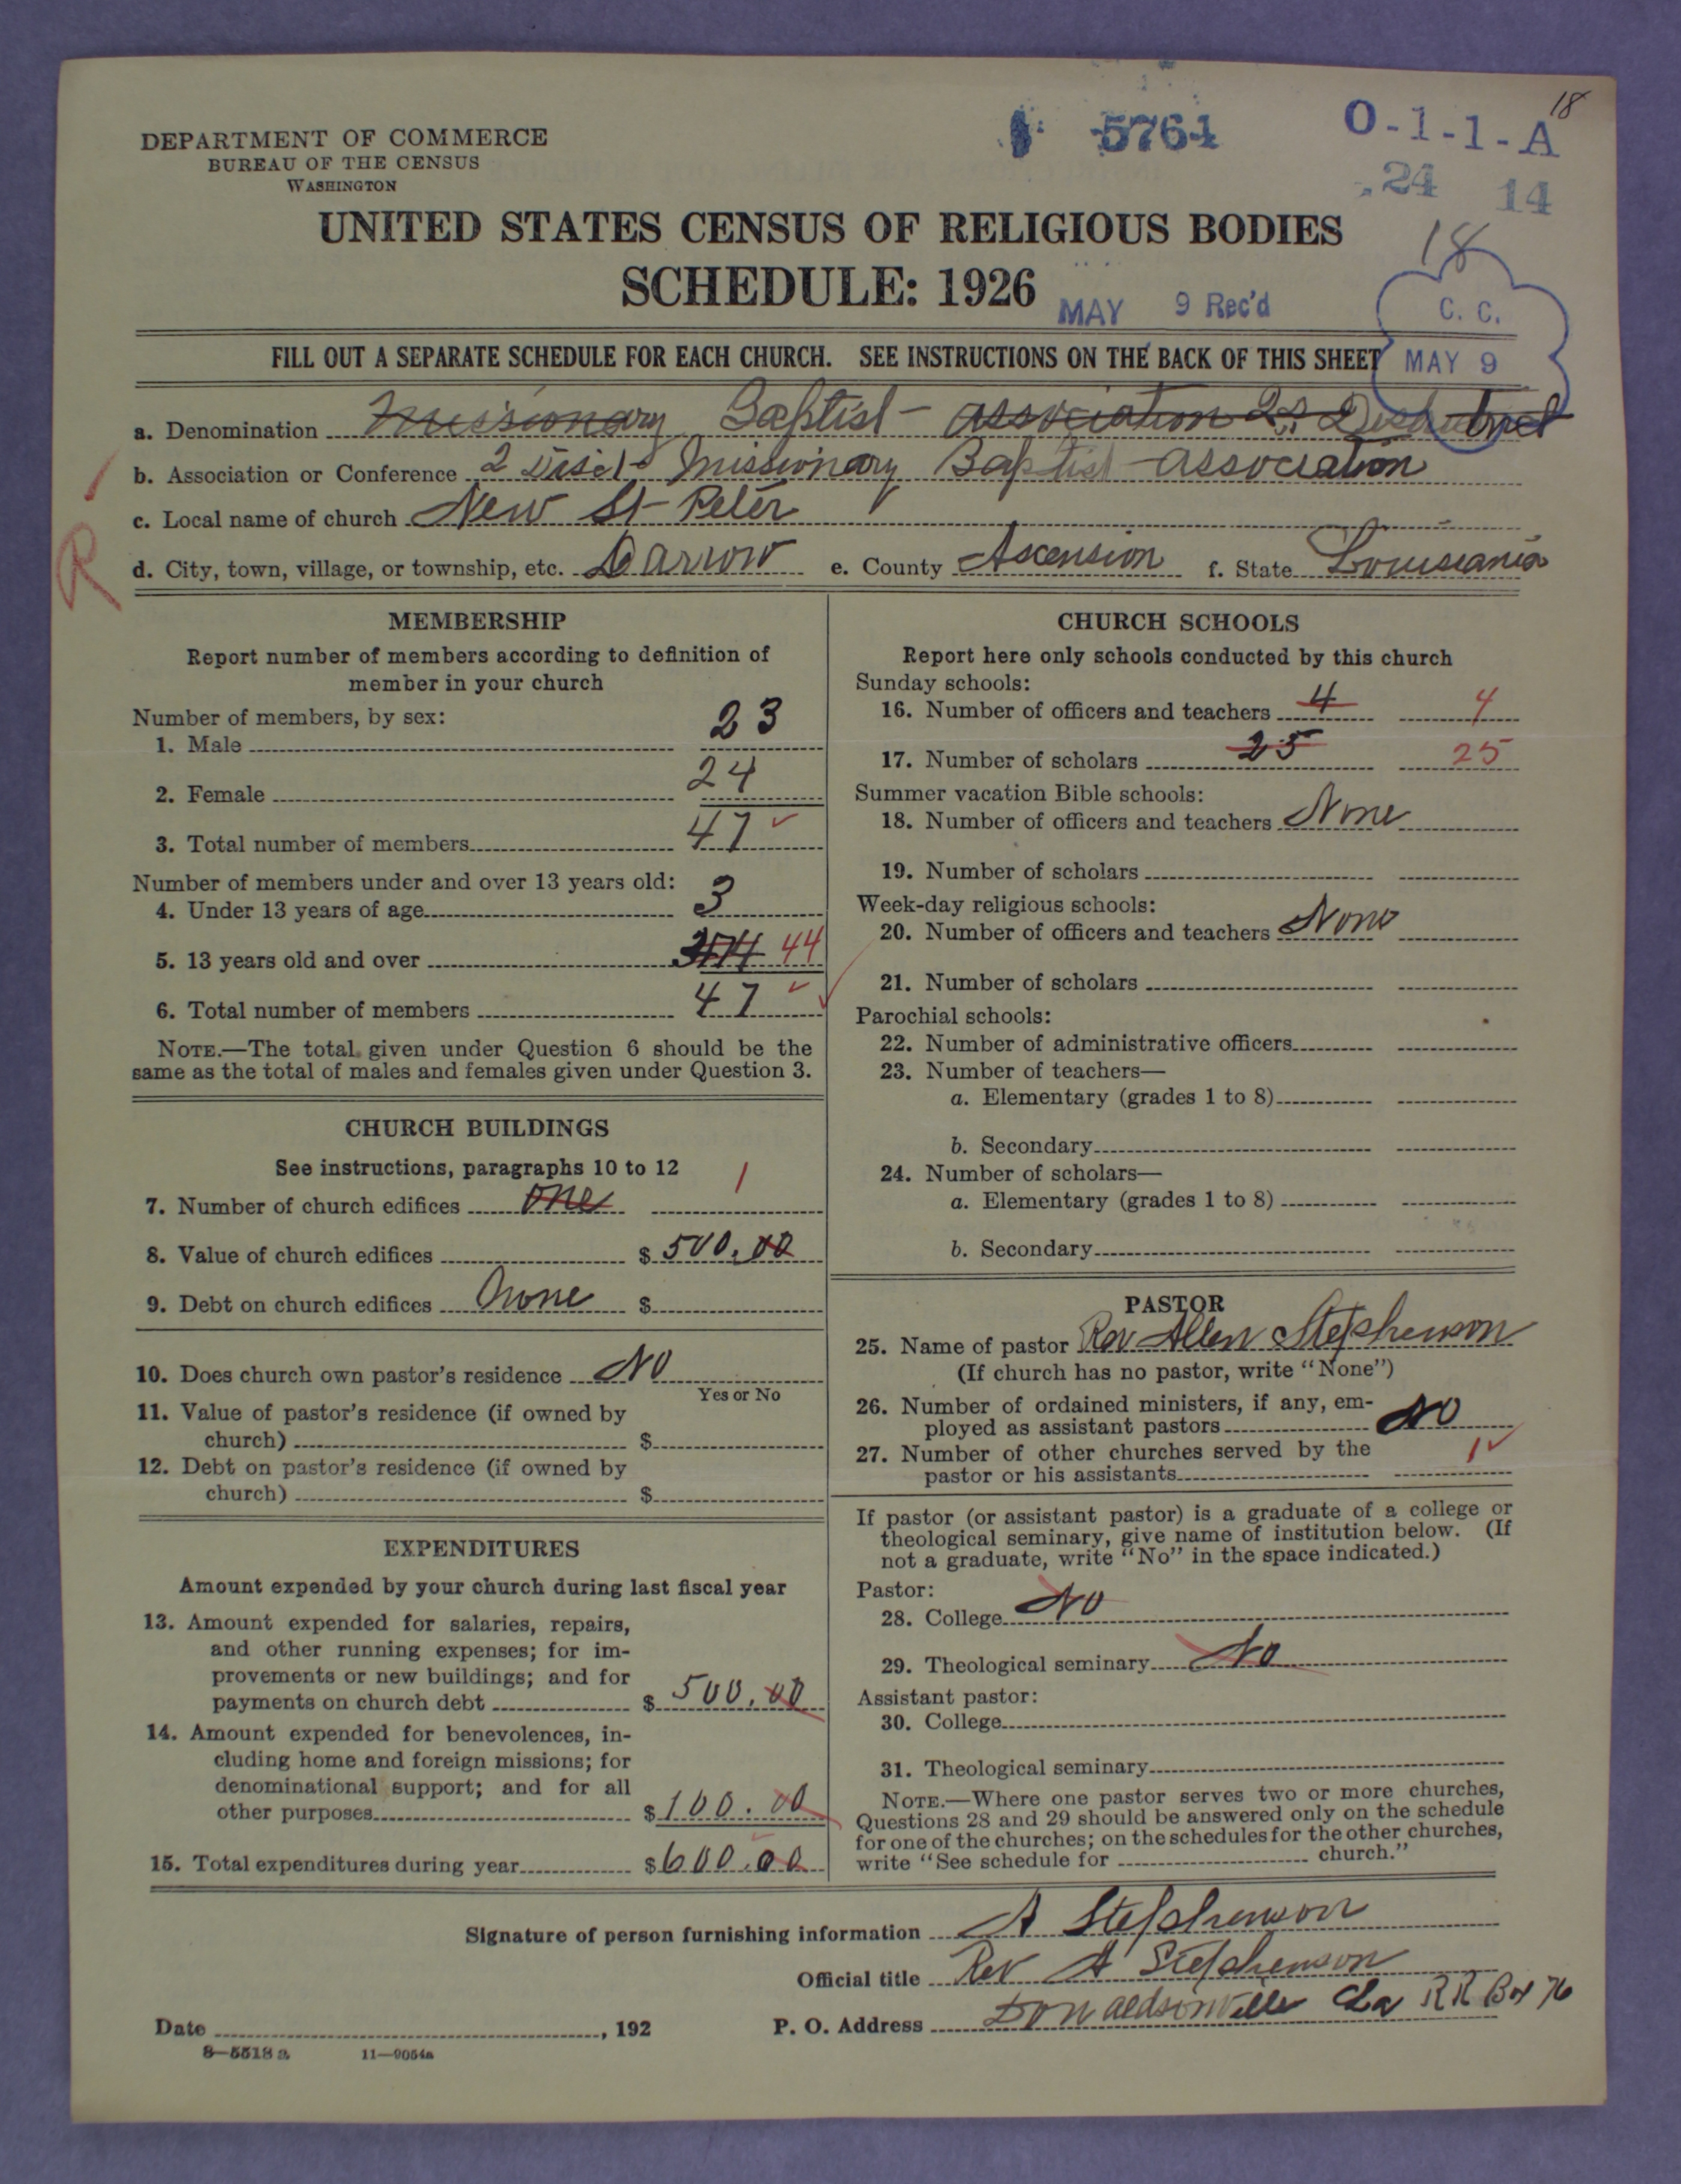 18
5764
O-1-1-A
24 14
DEPARTMENT OF COMMERCE
BUREAU OF THE CENSUS
WASHINGTON
UNITED STATES CENSUS OF RELIGIOUS BODIES
18
SCHEDULE: 1926
MAY 9 Rec'd
C. C.
MAY 9
FILL OUT A SEPARATE SCHEDULE FOR EACH CHURCH. SEE INSTRUCTIONS ON THE BACK OF THIS SHEET
a. Denomination Missionary Baptist - association 2nd District
b. Association or Conference 2 Dist - Missionary Baptist - association
c. Local name of church New St Peter
R
d. City, town, village, or township, etc. Darrow e. County Ascension f. State Louisiania
MEMBERSHIP
Report number of members according to definition of
member in your church
Number of members, by sex:
1. Male 23
2. Female 24
3. Total number of members 47
Number of members under and over 13 years old:
4. Under 13 years of age 3
5. 13 years old and over 44
6. Total number of members 47
NOTE.—The total given under Question 6 should be the
same as the total of males and females given under Question 3.
CHURCH BUILDINGS
See instructions, paragraphs 10 to 12
7. Number of church edifices one 1
8. Value of church edifices $ 500.00
9. Debt on church edifices None $
10. Does church own pastor's residence No
Yes or No
11. Value of pastor's residence (if owned by
church) $
12. Debt on pastor's residence (if owned by
church) $
EXPENDITURES
Amount expended by your church during last fiscal year
13. Amount expended for salaries, repairs,
and other running expenses; for im-
provements or new buildings; and for
payments on church debt $ 500.00
14. Amount expended for benevolences, in-
cluding home and foreign missions; for
denominational support; and for all
other purposes $ 100.00
15. Total expenditures during year $ 600.00
CHURCH SCHOOLS
Report here only schools conducted by this church
Sunday schools:
16. Number of officers and teachers 4 4
17. Number of scholars 25 25
Summer vacation Bible schools:
18. Number of officers and teachers None
19. Number of scholars
Week-day religious schools:
20. Number of officers and teachers None
21. Number of scholars
Parochial schools:
22. Number of administrative officers
23. Number of teachers—
a. Elementary (grades 1 to 8)
b. Secondary
24. Number of scholars—
a. Elementary (grades 1 to 8)
b. Secondary
PASTOR
25. Name of pastor Rev Allen Stephenson
(If church has no pastor, write "None")
26. Number of ordained ministers, if any, em-
ployed as assistant pastors No
27. Number of other churches served by the
pastor or his assistants 1
If pastor (or assistant pastor) is a graduate of a college or
theological seminary, give name of institution below. (If
not a graduate, write "No" in the space indicated.)
Pastor:
28. College No
29. Theological seminary No
Assistant pastor:
30. College
31. Theological seminary
NOTE.—Where one pastor serves two or more churches,
Questions 28 and 29 should be answered only on the schedule
for one of the churches; on the schedules for the other churches,
write "See schedule for church."
Signature of person furnishing information A Stephenson
Official title Rev A Stephenson
Date , 192 P. O. Address Donaldsonville La RR Box 76
8-5518 a 11—9054a